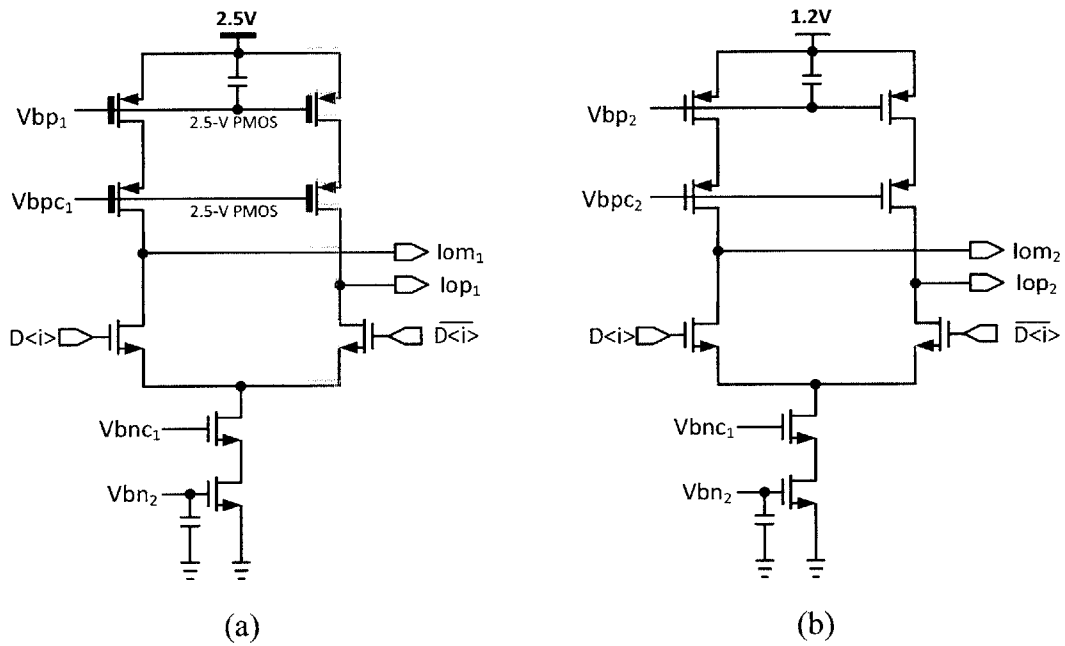 2.5V
Vbp₁
2.5-V PMOS
Vbpc₁
2.5-V PMOS
Iom₁
Iop₁
D<i>
D̅<̅i̅>̅
Vbnc₁
Vbn₂
(a)
1.2V
Vbp₂
Vbpc₂
Iom₂
Iop₂
D<i>
D̅<̅i̅>̅
Vbnc₁
Vbn₂
(b)